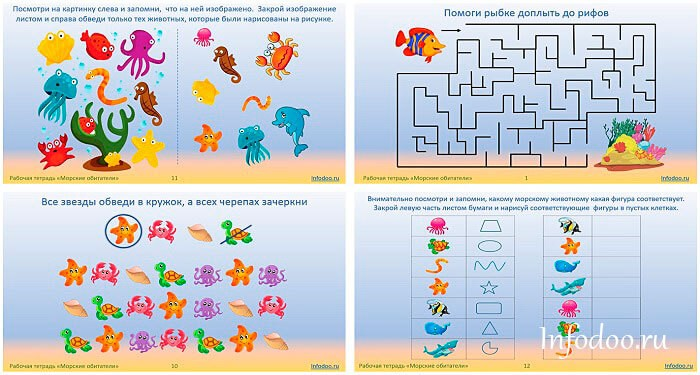 Посмотри на картинку слева и запомни, что на ней изображено. Закрой изображение
листом и справа обведи только тех животных, которые были нарисованы на рисунке.
Рабочая тетрадь «Морские обитатели»
11
Infodoo.ru
Помоги рыбке доплыть до рифов
Рабочая тетрадь «Морские обитатели»
1
Infodoo.ru
Все звезды обведи в кружок, а всех черепах зачеркни
Рабочая тетрадь «Морские обитатели»
10
Infodoo.ru
Внимательно посмотри и запомни, какому морскому животному какая фигура соответствует.
Закрой левую часть листом бумаги и нарисуй соответствующие фигуры в пустых клетках.
Infodoo.ru
Рабочая тетрадь «Морские обитатели»
12
Infodoo.ru